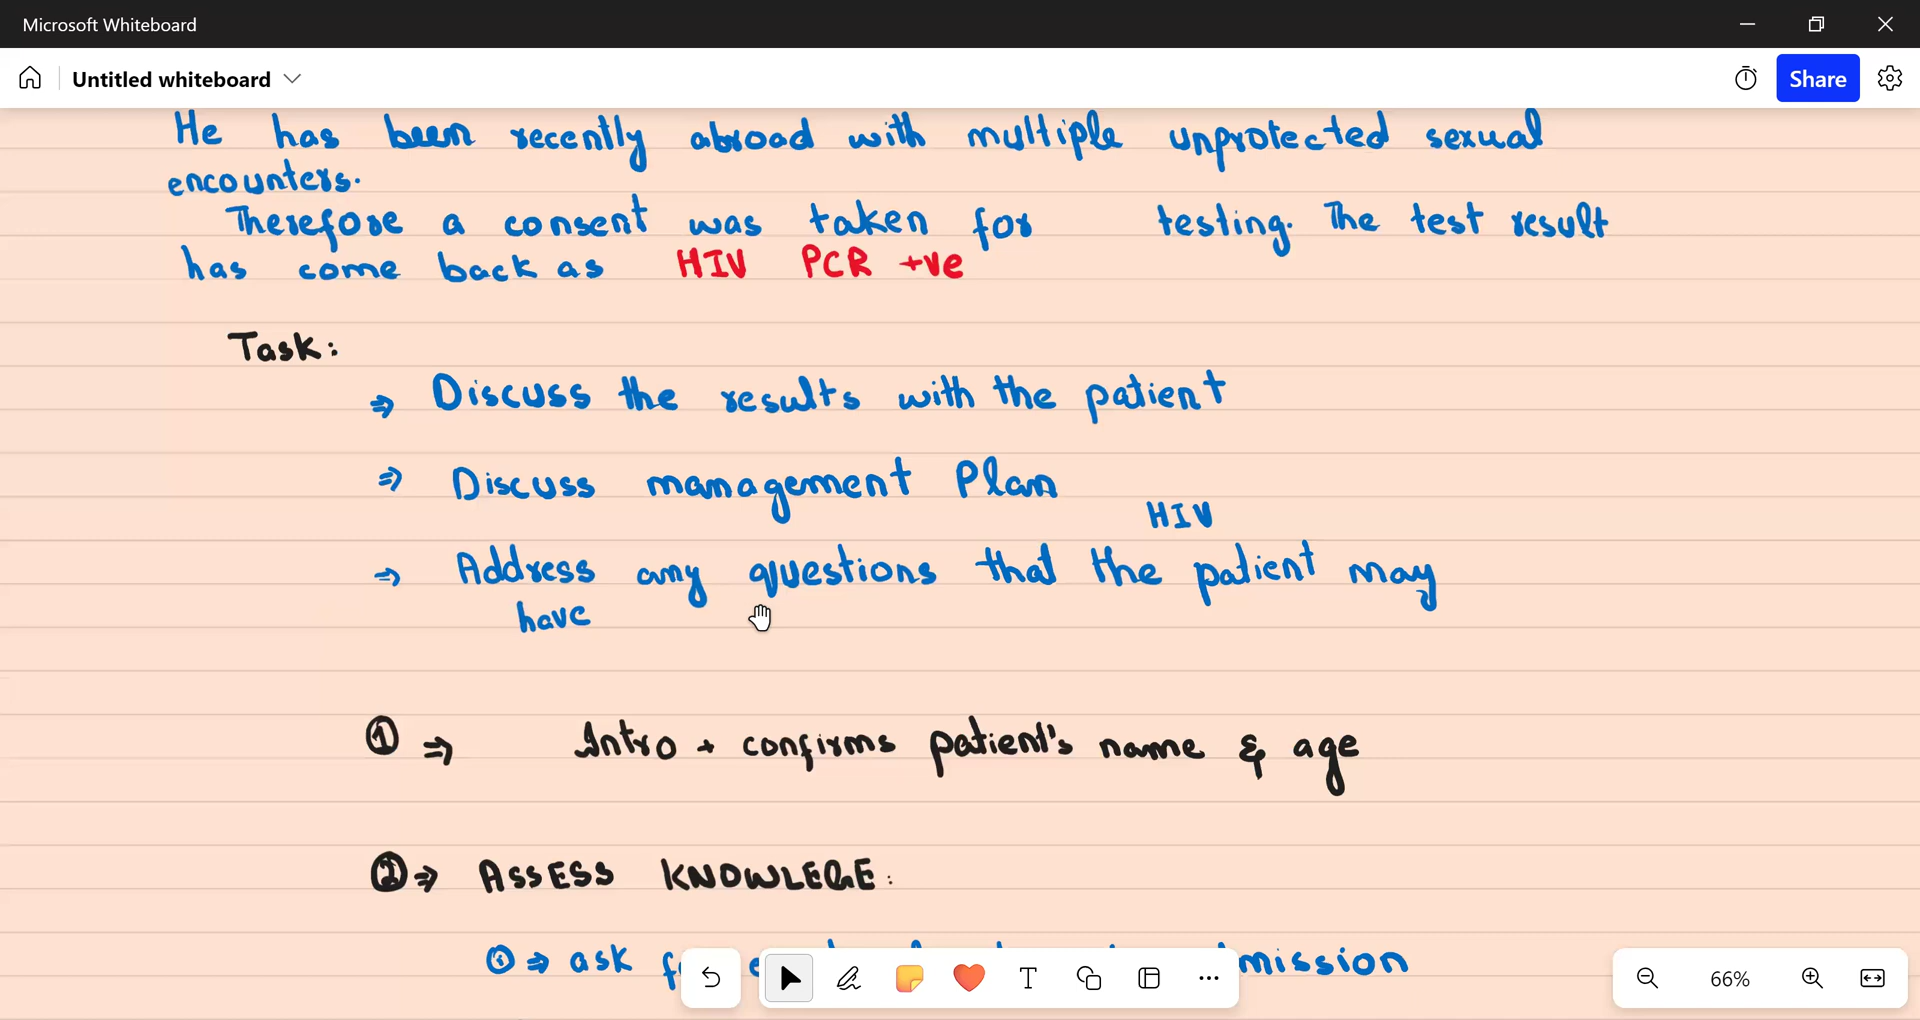 Microsoft Whiteboard
Untitled whiteboard
Share
He has been recently abroad with multiple unprotected sexual
encounters.
Therefore a consent was taken for testing. The test result
has come back as HIV PCR +ve
Task:
⇒ Discuss the results with the patient
⇒ Discuss management Plan
HIV
⇒ Address any questions that the patient may
have
① ⇒ Intro + confirms patient's name & age
② ⇒ ASSESS KNOWLEGE:
① ⇒ ask mission
66%